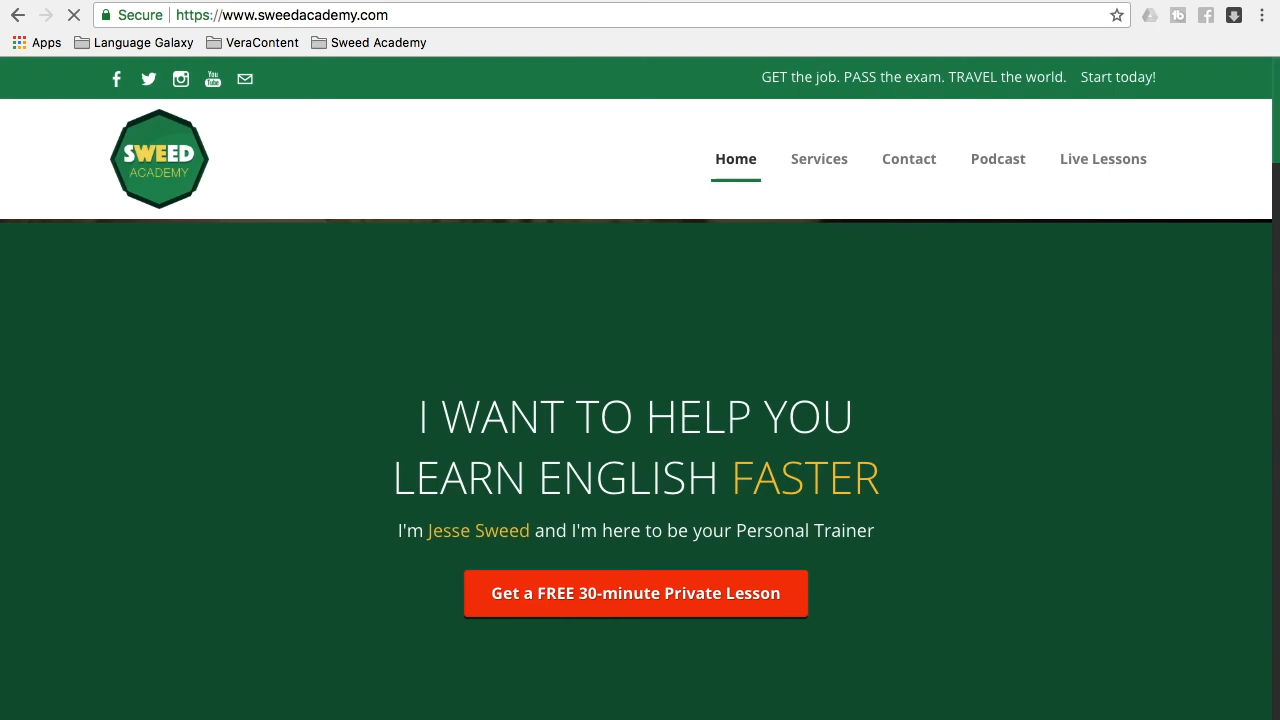 Secure https://www.sweedacademy.com
Apps Language Galaxy VeraContent Sweed Academy
GET the job. PASS the exam. TRAVEL the world. Start today!
SWEED
ACADEMY
Home Services Contact Podcast Live Lessons
I WANT TO HELP YOU
LEARN ENGLISH FASTER
I'm Jesse Sweed and I'm here to be your Personal Trainer
Get a FREE 30-minute Private Lesson